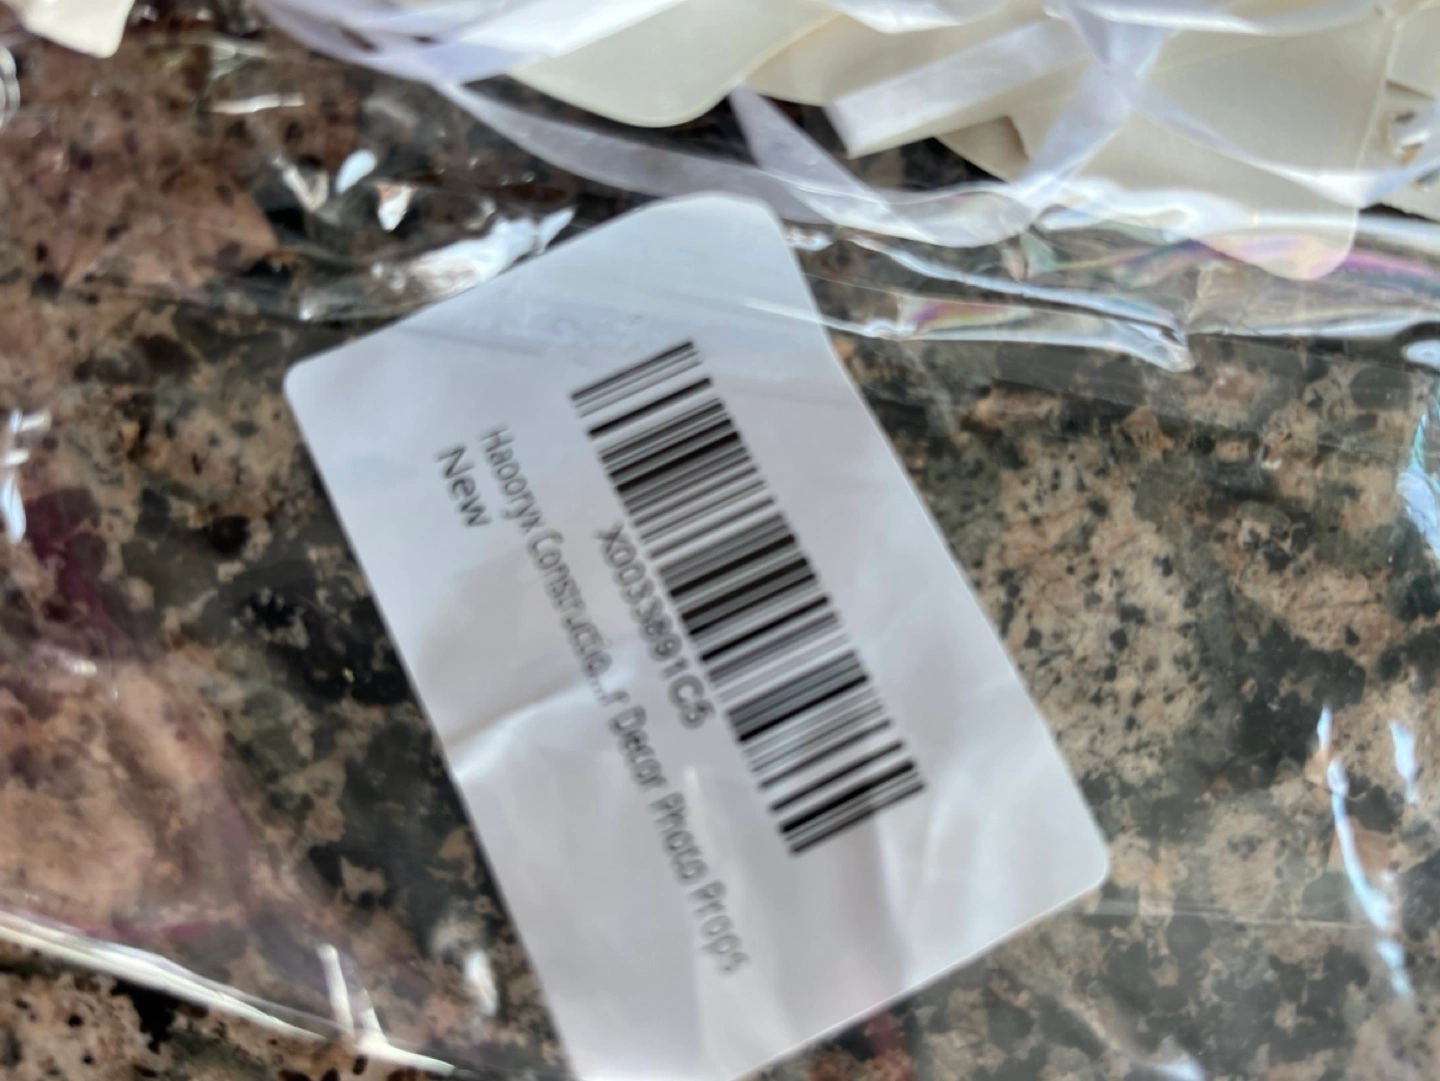 X0033891C5
Haooryx Constructio...r Decor Photo Props
New